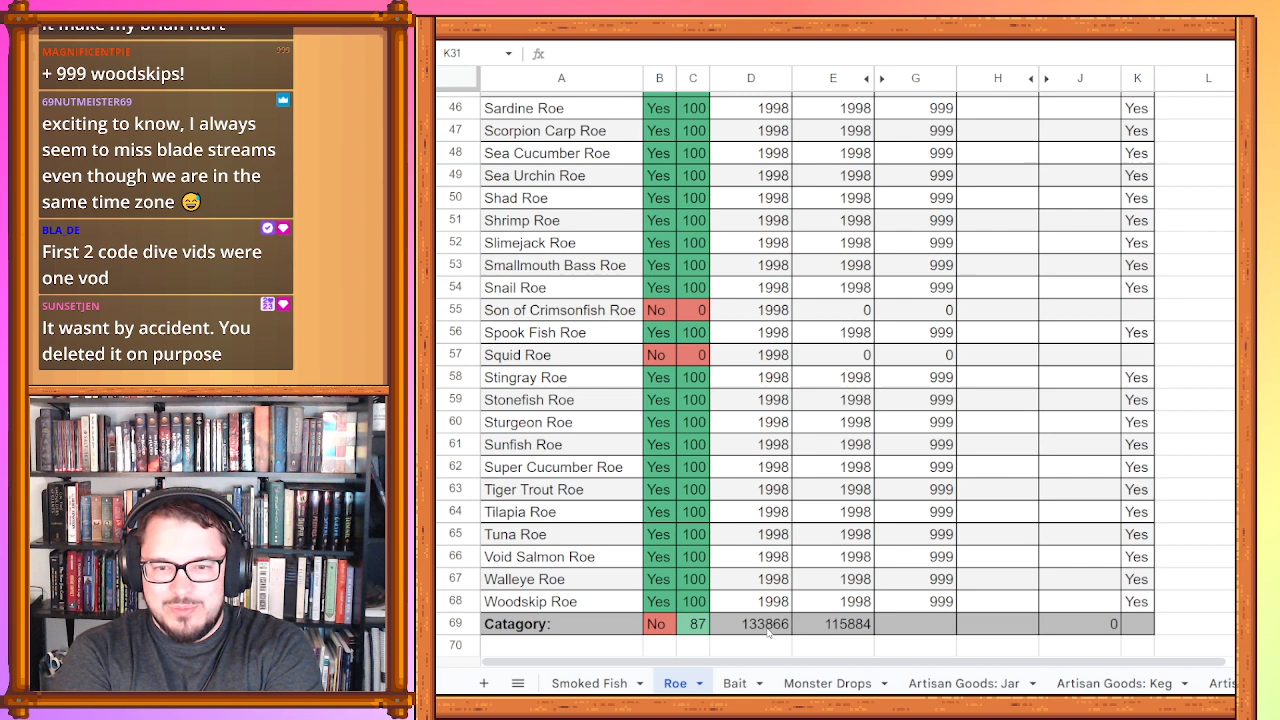 it make my brian hurt
MAGNIFICENTPIE 999
+ 999 woodskips!
69NUTMEISTER69
exciting to know, I always
seem to miss blade streams
even though we are in the
same time zone 😅
BLA_DE
First 2 code dive vids were
one vod
SUNSETJEN
It wasnt by accident. You
deleted it on purpose
K31 fx
A B C D E G H J K L
46 Sardine Roe Yes 100 1998 1998 999 Yes
47 Scorpion Carp Roe Yes 100 1998 1998 999 Yes
48 Sea Cucumber Roe Yes 100 1998 1998 999 Yes
49 Sea Urchin Roe Yes 100 1998 1998 999 Yes
50 Shad Roe Yes 100 1998 1998 999 Yes
51 Shrimp Roe Yes 100 1998 1998 999 Yes
52 Slimejack Roe Yes 100 1998 1998 999 Yes
53 Smallmouth Bass Roe Yes 100 1998 1998 999 Yes
54 Snail Roe Yes 100 1998 1998 999 Yes
55 Son of Crimsonfish Roe No 0 1998 0 0
56 Spook Fish Roe Yes 100 1998 1998 999 Yes
57 Squid Roe No 0 1998 0 0
58 Stingray Roe Yes 100 1998 1998 999 Yes
59 Stonefish Roe Yes 100 1998 1998 999 Yes
60 Sturgeon Roe Yes 100 1998 1998 999 Yes
61 Sunfish Roe Yes 100 1998 1998 999 Yes
62 Super Cucumber Roe Yes 100 1998 1998 999 Yes
63 Tiger Trout Roe Yes 100 1998 1998 999 Yes
64 Tilapia Roe Yes 100 1998 1998 999 Yes
65 Tuna Roe Yes 100 1998 1998 999 Yes
66 Void Salmon Roe Yes 100 1998 1998 999 Yes
67 Walleye Roe Yes 100 1998 1998 999 Yes
68 Woodskip Roe Yes 100 1998 1998 999 Yes
69 Catagory: No 87 133866 115884 0
70
+ Smoked Fish Roe Bait Monster Drops Artisan Goods: Jar Artisan Goods: Keg Artis